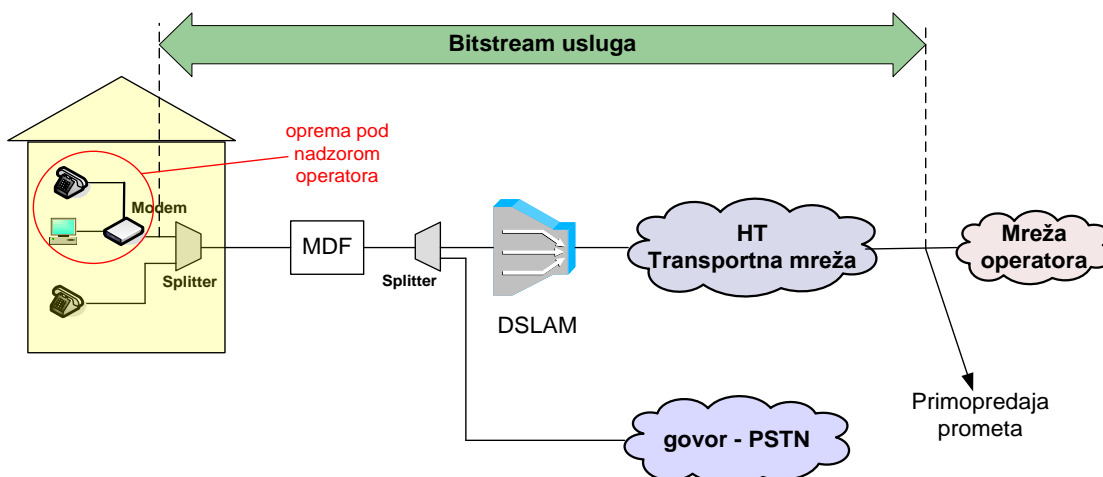 Bitstream usluga
oprema pod
nadzorom
operatora
Modem
Splitter
MDF
Splitter
DSLAM
HT
Transportna mreža
Mreža
operatora
Primopredaja
prometa
govor - PSTN